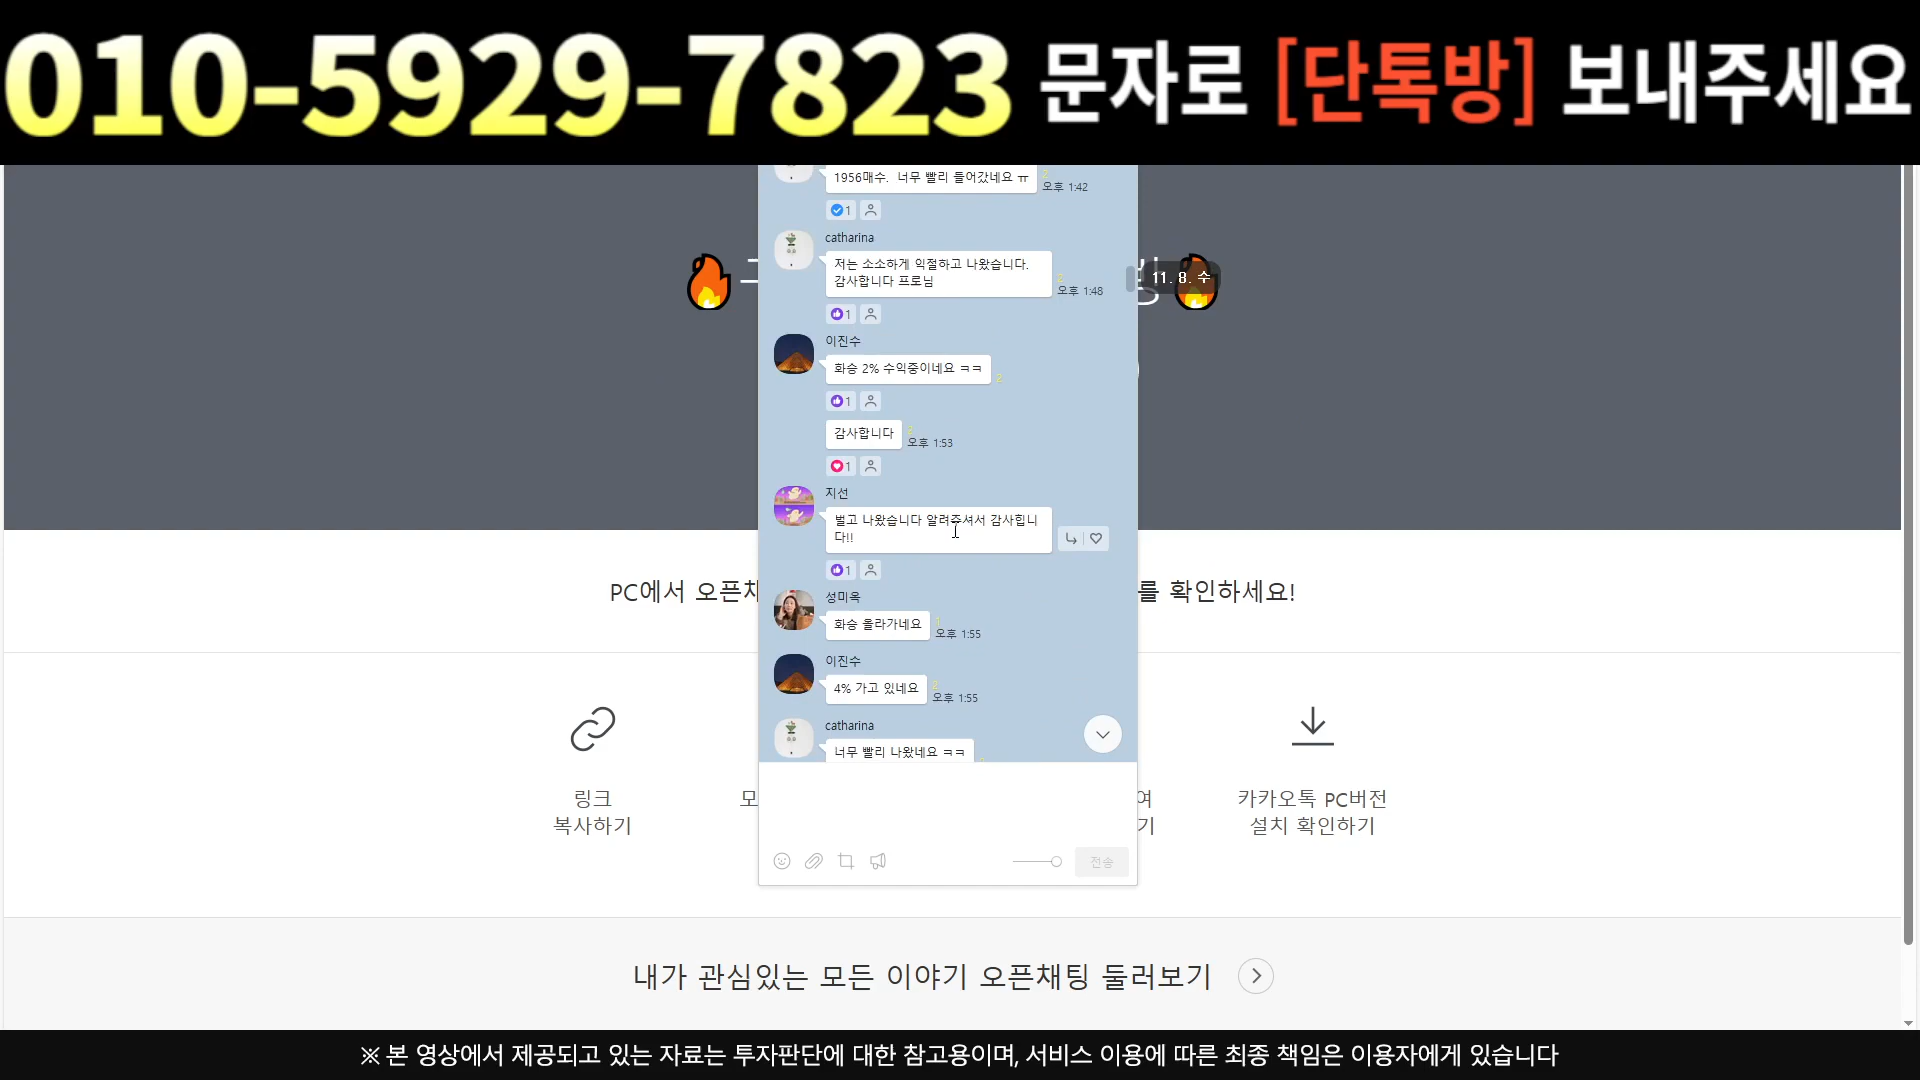 010-5929-7823 문자로 [단톡방] 보내주세요
1956매수. 너무 빨리 들어갔네요 ㅠ
2
오후 1:42
1
catharina
저는 소소하게 익절하고 나왔습니다.
감사합니다 프로님
2
오후 1:48
11. 8. 수
1
이진수
화승 2% 수익중이네요 ㅋㅋ
2
1
감사합니다
2
오후 1:53
1
지선
벌고 나왔습니다 알려주셔서 감사힙니
다!!
1
성미옥
화승 올라가네요
1
오후 1:55
이진수
4% 가고 있네요
2
오후 1:55
catharina
너무 빨리 나왔네요 ㅋㅋ
PC에서 오픈채
를 확인하세요!
링크
복사하기
모
여
기
카카오톡 PC버전
설치 확인하기
전송
내가 관심있는 모든 이야기 오픈채팅 둘러보기
※ 본 영상에서 제공되고 있는 자료는 투자판단에 대한 참고용이며, 서비스 이용에 따른 최종 책임은 이용자에게 있습니다